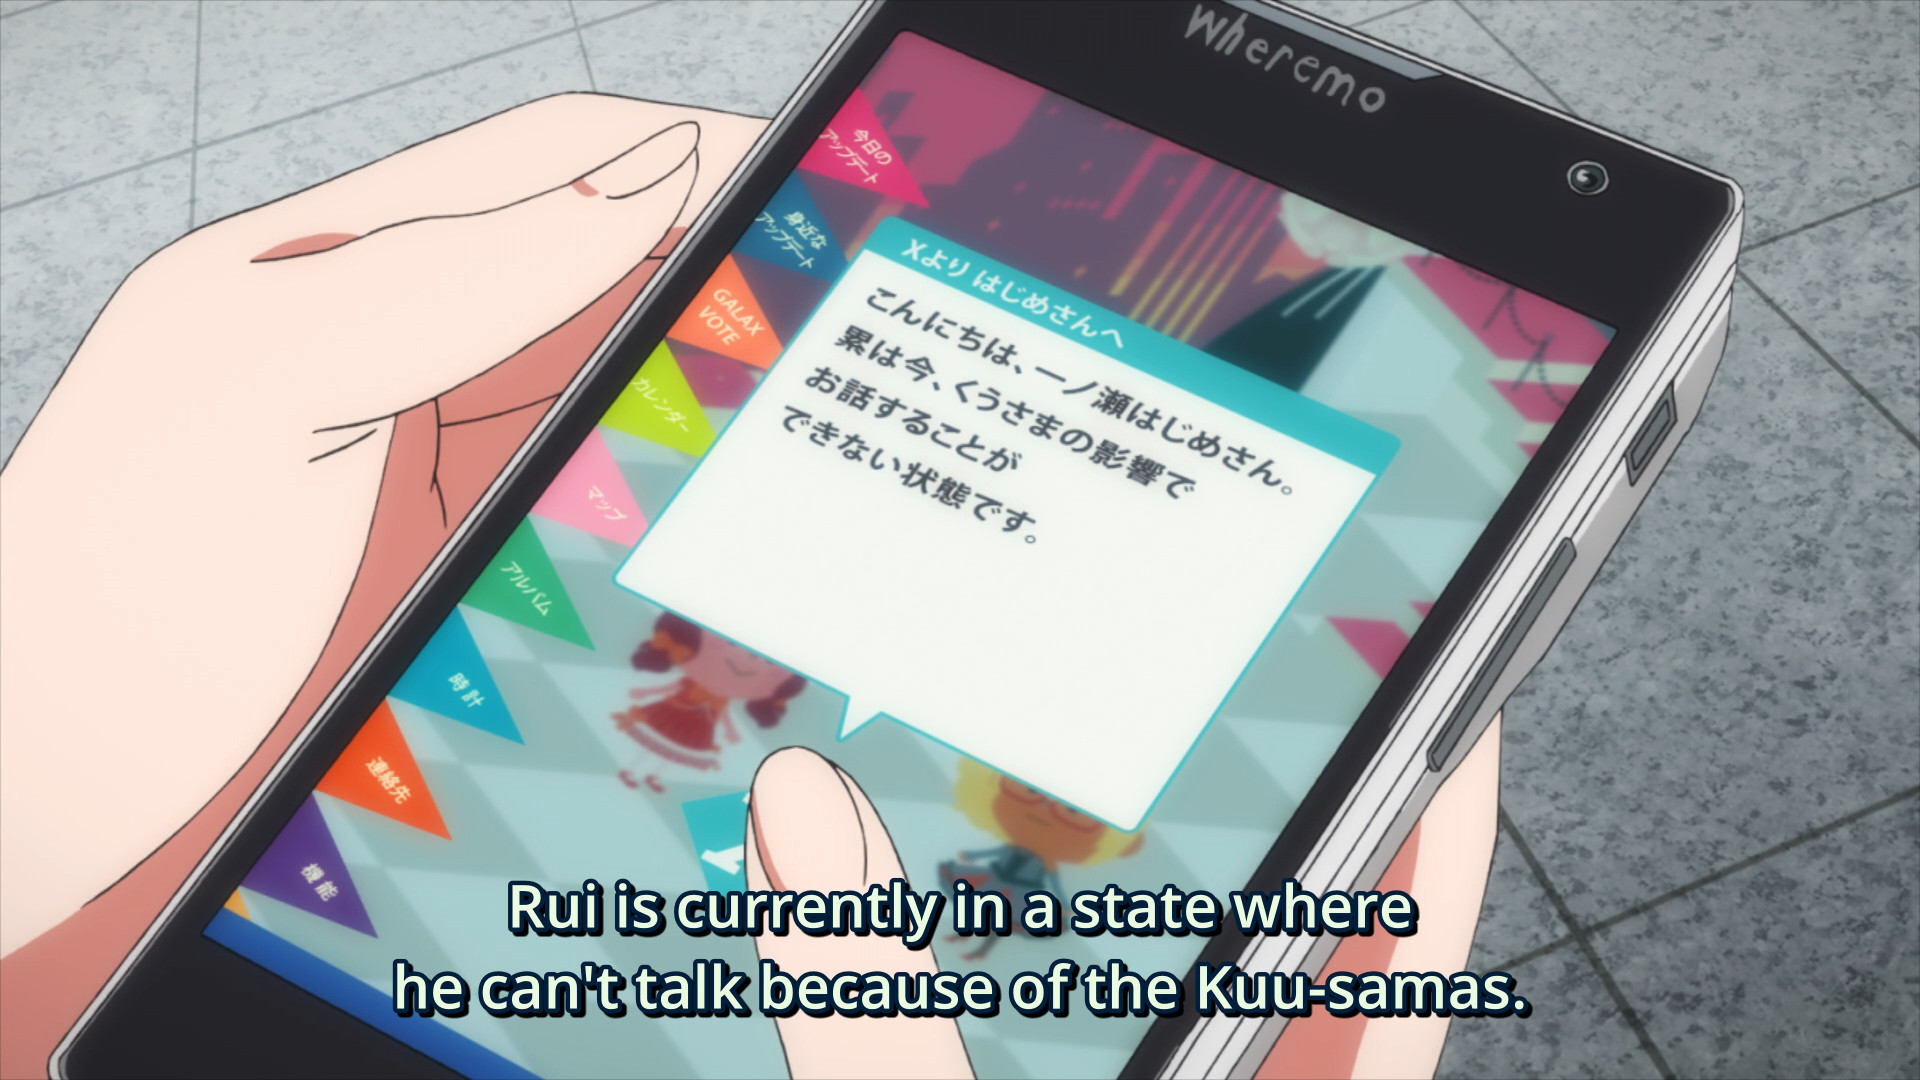 wheremo
今日の
アップデート
身近な
アップデート
GALAX
VOTE
カレンダー
マップ
アルバム
時計
連絡先
機能
Xより はじめさんへ
こんにちは、一ノ瀬はじめさん。
累は今、くうさまの影響で
お話することが
できない状態です。
Rui is currently in a state where
he can't talk because of the Kuu-samas.